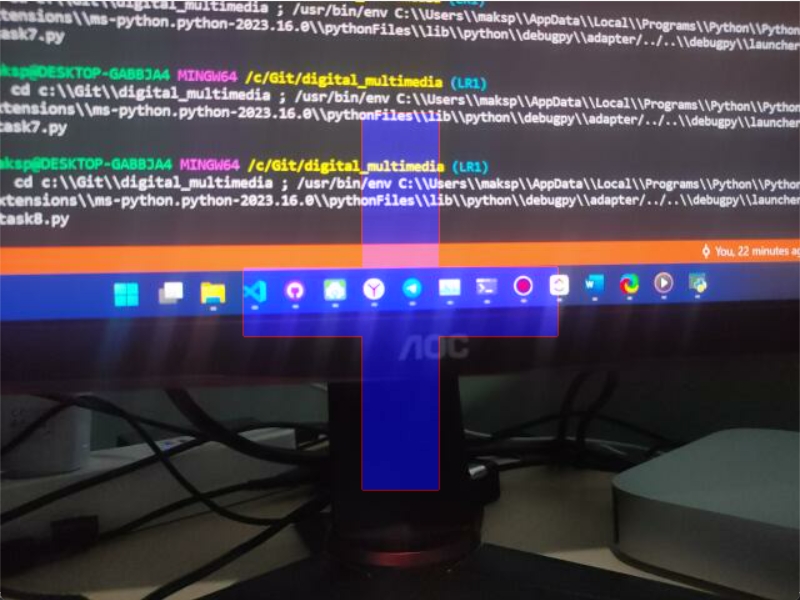 cd c:\\Git\\digital_multimedia ; /usr/bin/env C:\\Users\\maksp\\AppData\\Local\\Programs\\Python\\Python
tensions\\ms-python.python-2023.16.0\\pythonFiles\\lib\\python\\debugpy\\adapter/../..\\debugpy\\launcher
ask7.py
aksp@DESKTOP-GABBJA4 MINGW64 /c/Git/digital_multimedia (LR1)
cd c:\\Git\\digital_multimedia ; /usr/bin/env C:\\Users\\maksp\\AppData\\Local\\Programs\\Python\\Python
tensions\\ms-python.python-2023.16.0\\pythonFiles\\lib\\python\\debugpy\\adapter/../..\\debugpy\\launcher
task7.py
aksp@DESKTOP-GABBJA4 MINGW64 /c/Git/digital_multimedia (LR1)
cd c:\\Git\\digital_multimedia ; /usr/bin/env C:\\Users\\maksp\\AppData\\Local\\Programs\\Python\\Python
xtensions\\ms-python.python-2023.16.0\\pythonFiles\\lib\\python\\debugpy\\adapter/../..\\debugpy\\launcher
task8.py
You, 22 minutes ag
W
AOC